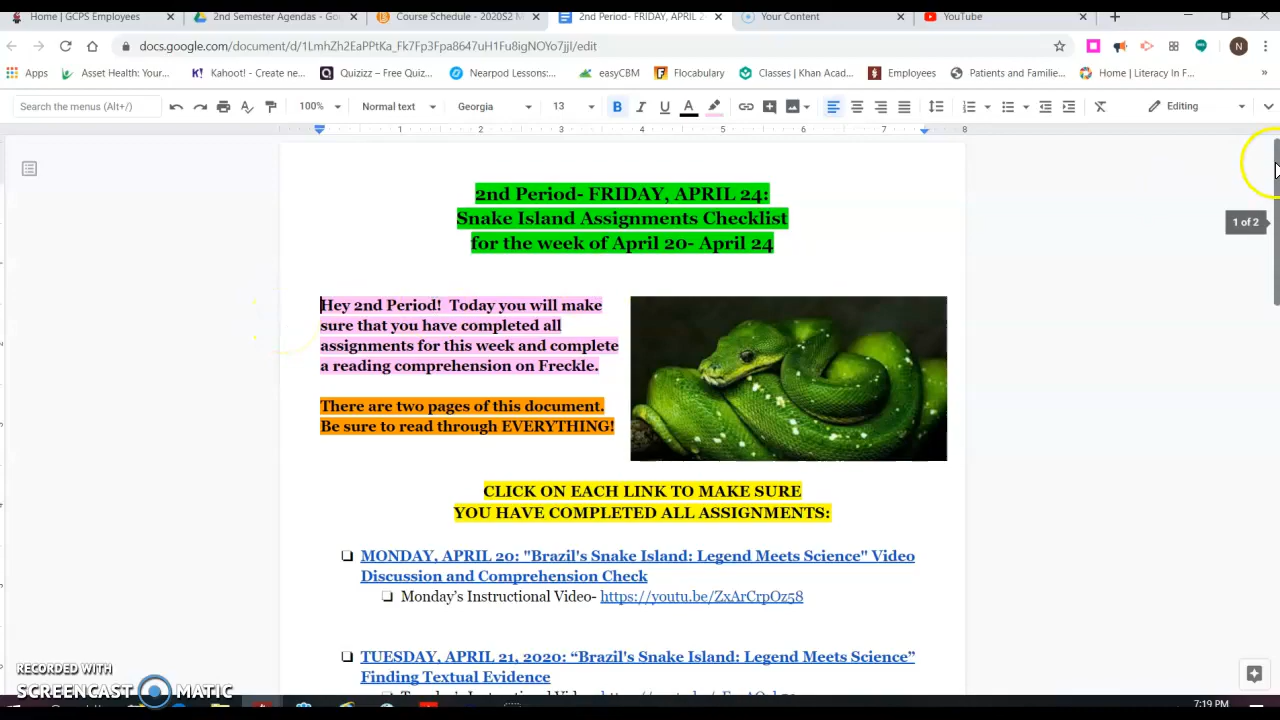 Home | GCPS Employees
2nd Semester Agendas - Go
Course Schedule - 2020S2 M
2nd Period- FRIDAY, APRIL 24
Your Content
YouTube
docs.google.com/document/d/1LmhZh2EaPPtKa_Fk7Fp3Fpa8647uH1Fu8igNOYo7jjI/edit
N
Apps
Asset Health: Your...
Kahoot! - Create ne...
Quizizz – Free Quiz...
Nearpod Lessons:...
easyCBM
Flocabulary
Classes | Khan Acad...
Employees
Patients and Familie...
Home | Literacy In F...
Search the menus (Alt+/)
100%
Normal text
Georgia
13
Editing
1 2 3 4 5 6 7 8
2nd Period- FRIDAY, APRIL 24:
Snake Island Assignments Checklist
for the week of April 20- April 24
1 of 2
Hey 2nd Period! Today you will make
sure that you have completed all
assignments for this week and complete
a reading comprehension on Freckle.
There are two pages of this document.
Be sure to read through EVERYTHING!
CLICK ON EACH LINK TO MAKE SURE
YOU HAVE COMPLETED ALL ASSIGNMENTS:
MONDAY, APRIL 20: "Brazil's Snake Island: Legend Meets Science" Video
Discussion and Comprehension Check
Monday's Instructional Video- https://youtu.be/ZxArCrpOz58
TUESDAY, APRIL 21, 2020: “Brazil's Snake Island: Legend Meets Science”
Finding Textual Evidence
RECORDED WITH
SCREENCAST MATIC
7:19 PM